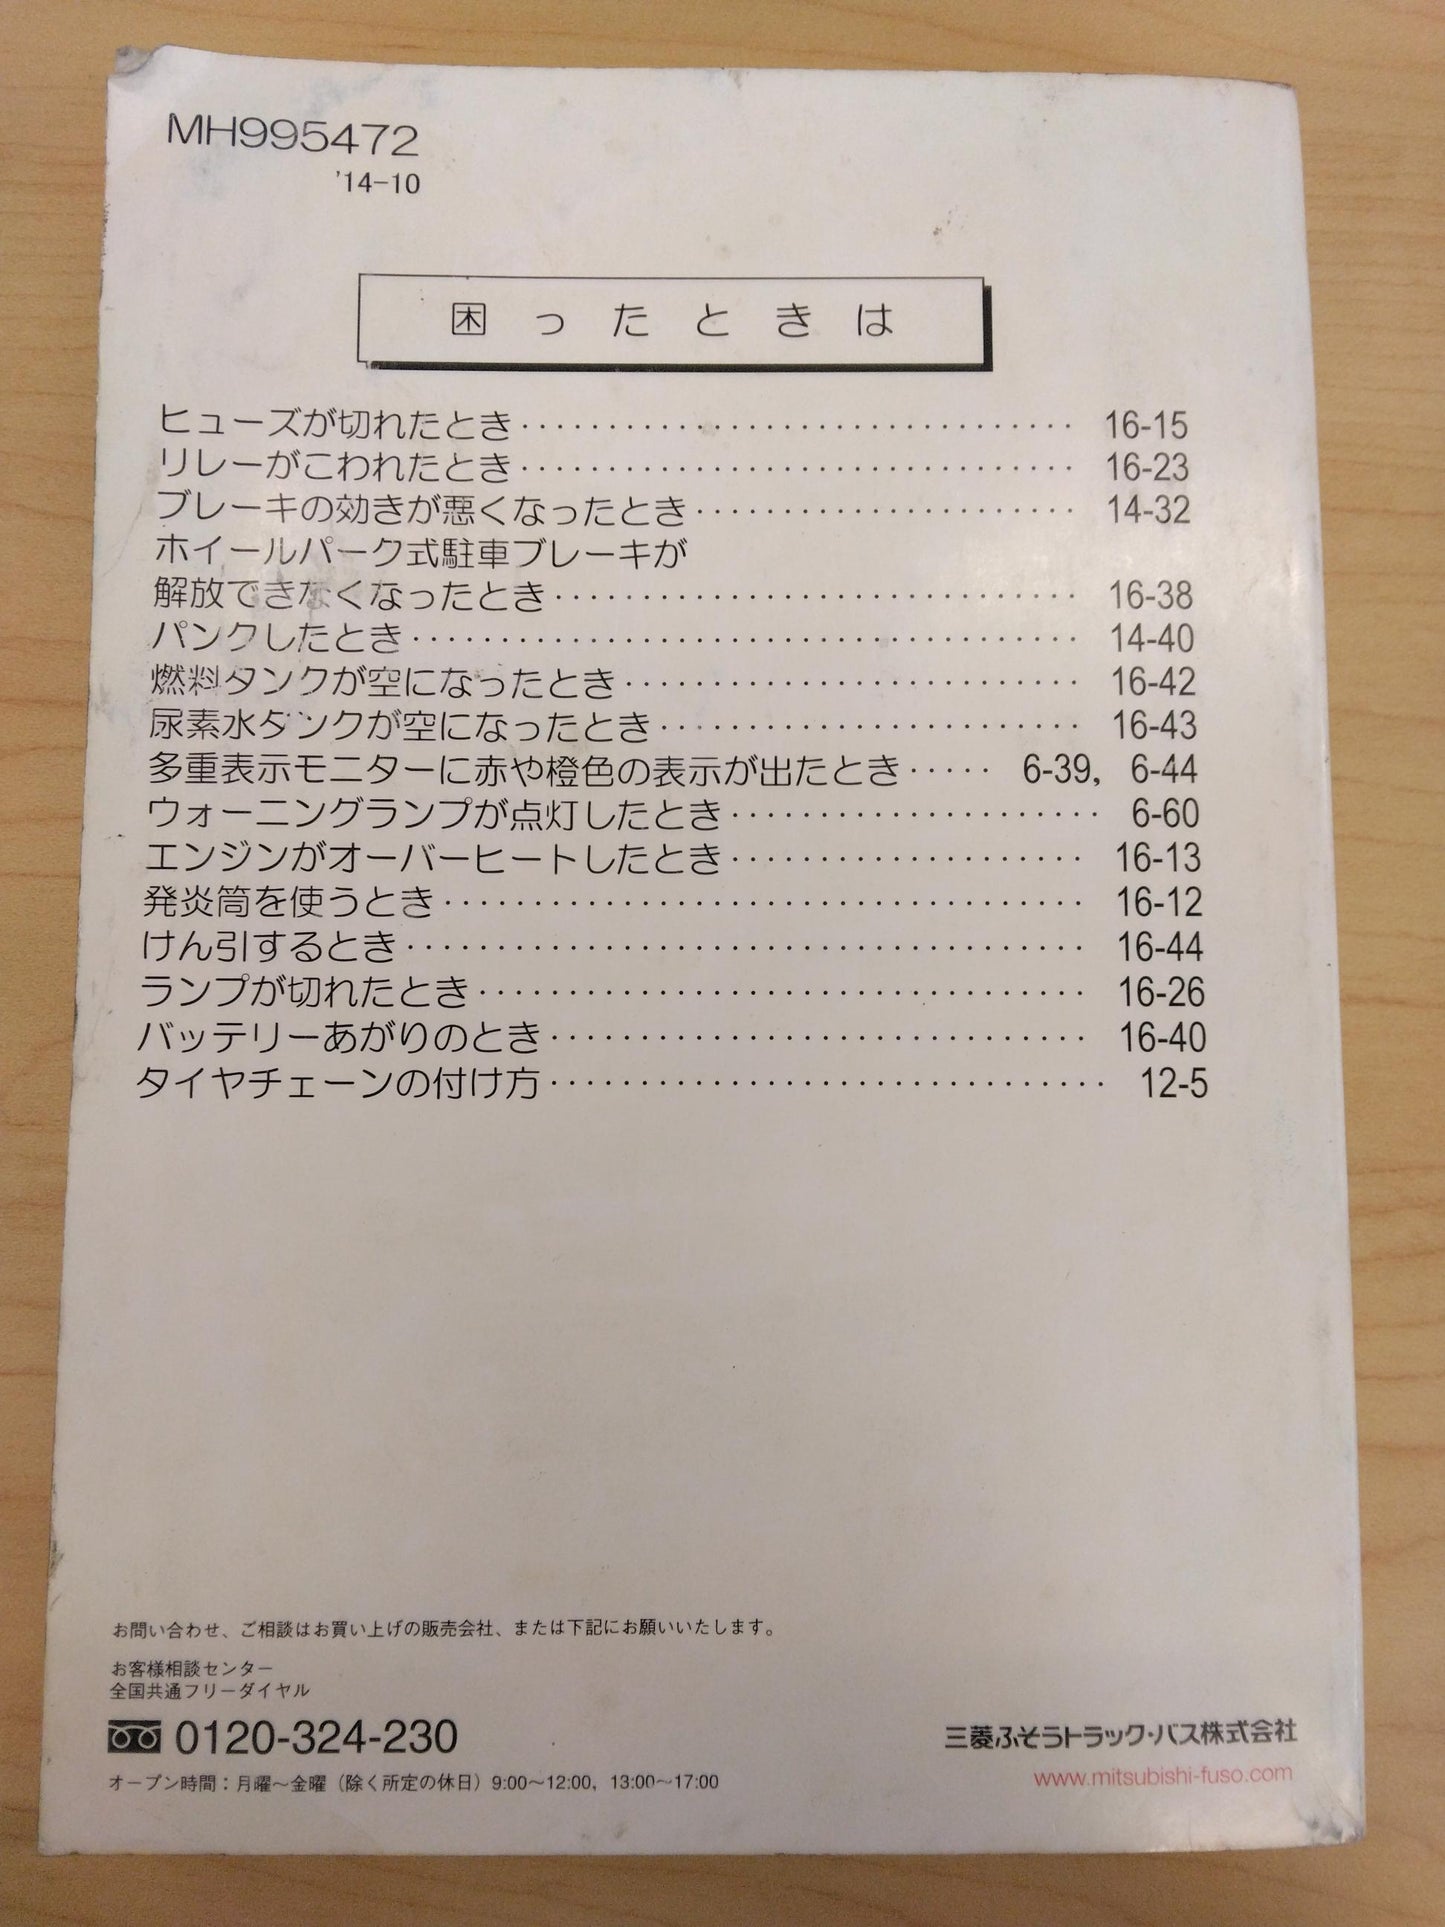 MH995472
'14-10
困ったときは
ヒューズが切れたとき・・・・・・・・・・・・・・・・・・・・・・・・・・・・・・・ 16-15
リレーがこわれたとき・・・・・・・・・・・・・・・・・・・・・・・・・・・・・・・ 16-23
ブレーキの効きが悪くなったとき・・・・・・・・・・・・・・・・・・・・・ 14-32
ホイールパーク式駐車ブレーキが
解放できなくなったとき・・・・・・・・・・・・・・・・・・・・・・・・・・・・・ 16-38
パンクしたとき・・・・・・・・・・・・・・・・・・・・・・・・・・・・・・・・・・・・・ 14-40
燃料タンクが空になったとき・・・・・・・・・・・・・・・・・・・・・・・・・ 16-42
尿素水タンクが空になったとき・・・・・・・・・・・・・・・・・・・・・・・ 16-43
多重表示モニターに赤や橙色の表示が出たとき・・・・・ 6-39, 6-44
ウォーニングランプが点灯したとき・・・・・・・・・・・・・・・・・・・・・ 6-60
エンジンがオーバーヒートしたとき・・・・・・・・・・・・・・・・・・・・ 16-13
発炎筒を使うとき・・・・・・・・・・・・・・・・・・・・・・・・・・・・・・・・・・・・ 16-12
けん引するとき・・・・・・・・・・・・・・・・・・・・・・・・・・・・・・・・・・・・・・ 16-44
ランプが切れたとき・・・・・・・・・・・・・・・・・・・・・・・・・・・・・・・・・・ 16-26
バッテリーあがりのとき・・・・・・・・・・・・・・・・・・・・・・・・・・・・・・ 16-40
タイヤチェーンの付け方・・・・・・・・・・・・・・・・・・・・・・・・・・・・・・・ 12-5
お問い合わせ、ご相談はお買い上げの販売会社、または下記にお願いいたします。
お客様相談センター
全国共通フリーダイヤル
0120-324-230
オープン時間：月曜～金曜（除く所定の休日）9:00～12:00, 13:00～17:00
三菱ふそうトラック・バス株式会社
www.mitsubishi-fuso.com